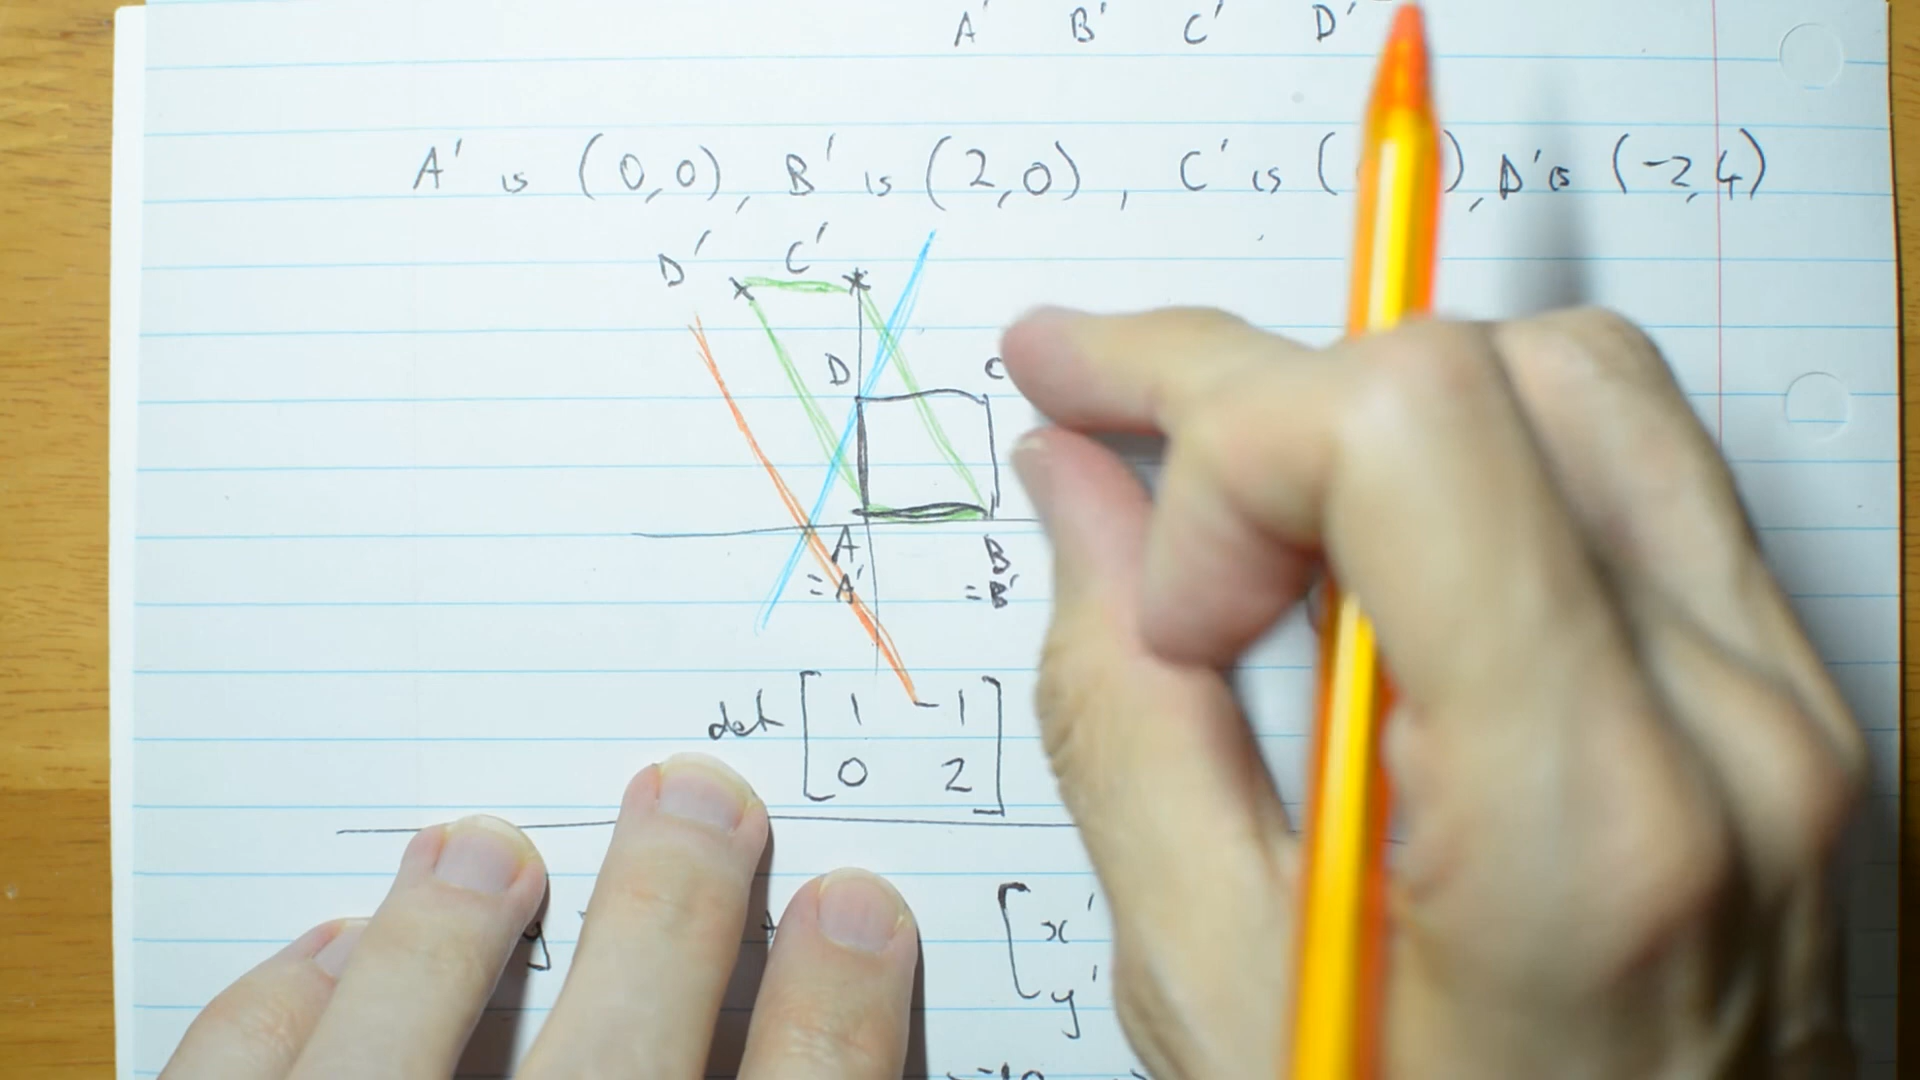 A' B' C' D'
A' is (0,0), B' is (2,0), C' is ( ), D' is (-2,4)
D' C'
D C
A B
=A' =B'
det [1 -1
0 2]
y [x'
y'